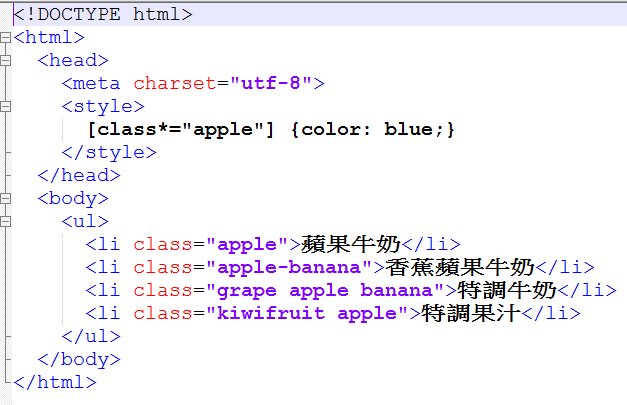 <!DOCTYPE html>
<html>
<head>
<meta charset="utf-8">
<style>
[class*="apple"] {color: blue;}
</style>
</head>
<body>
<ul>
<li class="apple">蘋果牛奶</li>
<li class="apple-banana">香蕉蘋果牛奶</li>
<li class="grape apple banana">特調牛奶</li>
<li class="kiwifruit apple">特調果汁</li>
</ul>
</body>
</html>